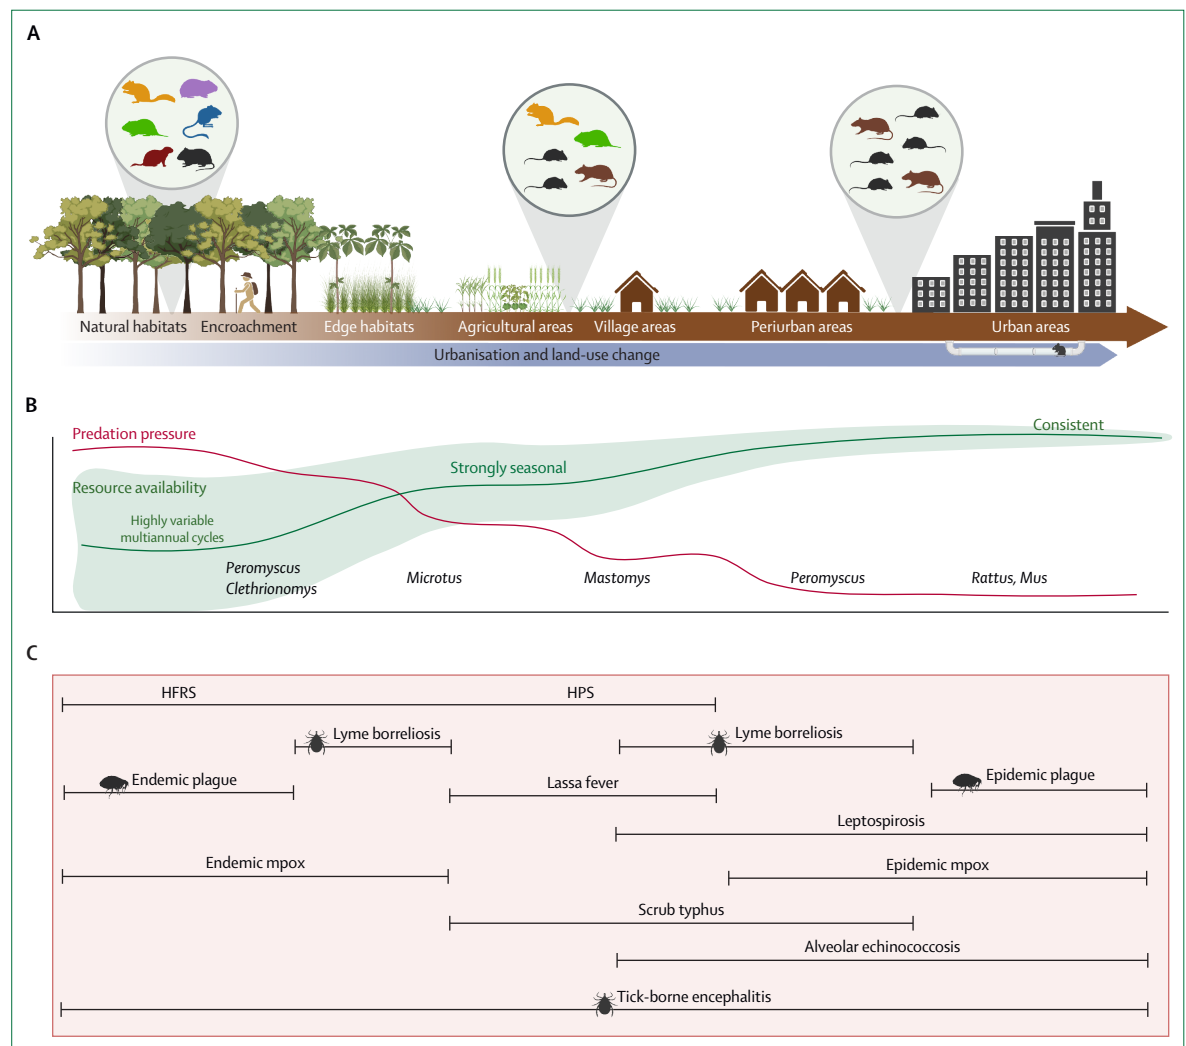 A
Natural habitats
Encroachment
Edge habitats
Agricultural areas
Village areas
Periurban areas
Urban areas
Urbanisation and land-use change
B
Predation pressure
Consistent
Strongly seasonal
Resource availability
Highly variable
multiannual cycles
Peromyscus
Clethrionomys
Microtus
Mastomys
Peromyscus
Rattus, Mus
C
HFRS
HPS
Lyme borreliosis
Lyme borreliosis
Endemic plague
Lassa fever
Epidemic plague
Leptospirosis
Endemic mpox
Epidemic mpox
Scrub typhus
Alveolar echinococcosis
Tick-borne encephalitis